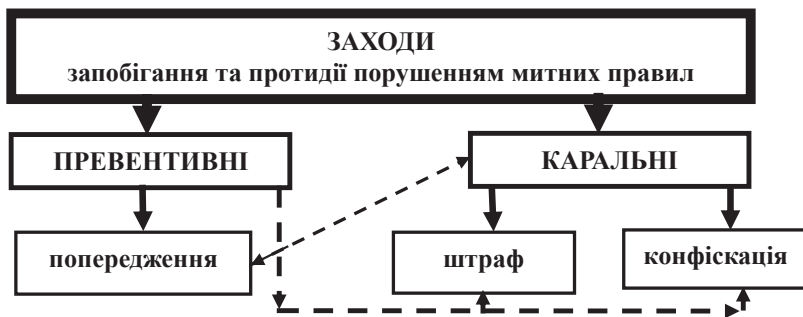 ЗАХОДИ
запобігання та протидії порушенням митних правил
ПРЕВЕНТИВНІ
КАРАЛЬНІ
попередження
штраф
конфіскація